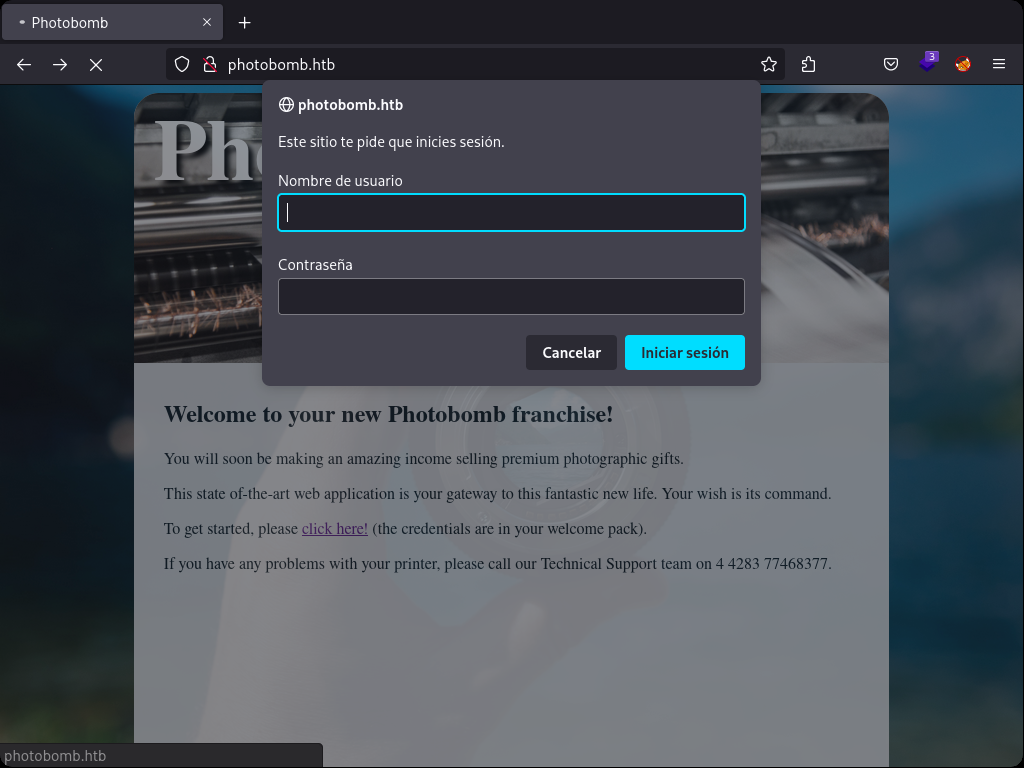 Photobomb
photobomb.htb
3
photobomb.htb
Este sitio te pide que inicies sesión.
Nombre de usuario
Contraseña
Cancelar
Iniciar sesión
Welcome to your new Photobomb franchise!
You will soon be making an amazing income selling premium photographic gifts.
This state of-the-art web application is your gateway to this fantastic new life. Your wish is its command.
To get started, please click here! (the credentials are in your welcome pack).
If you have any problems with your printer, please call our Technical Support team on 4 4283 77468377.
photobomb.htb